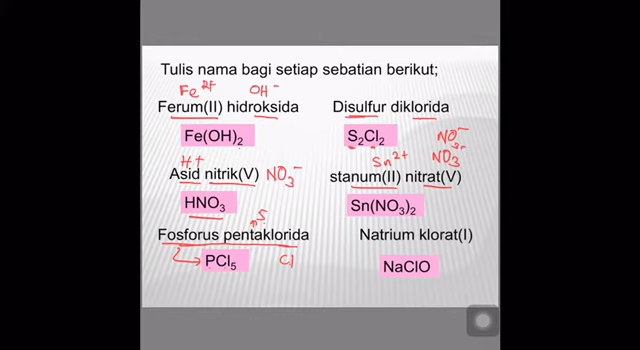 Tulis nama bagi setiap sebatian berikut;
Fe²⁺ OH⁻
Ferum(II) hidroksida
Fe(OH)₂
H+
Asid nitrik(V) NO₃⁻
HNO₃
5
Fosforus pentaklorida
PCl₅ Cl
Disulfur diklorida
S₂Cl₂
NO⁻
Sn²⁺ NO₃
stanum(II) nitrat(V)
Sn(NO₃)₂
Natrium klorat(I)
NaClO